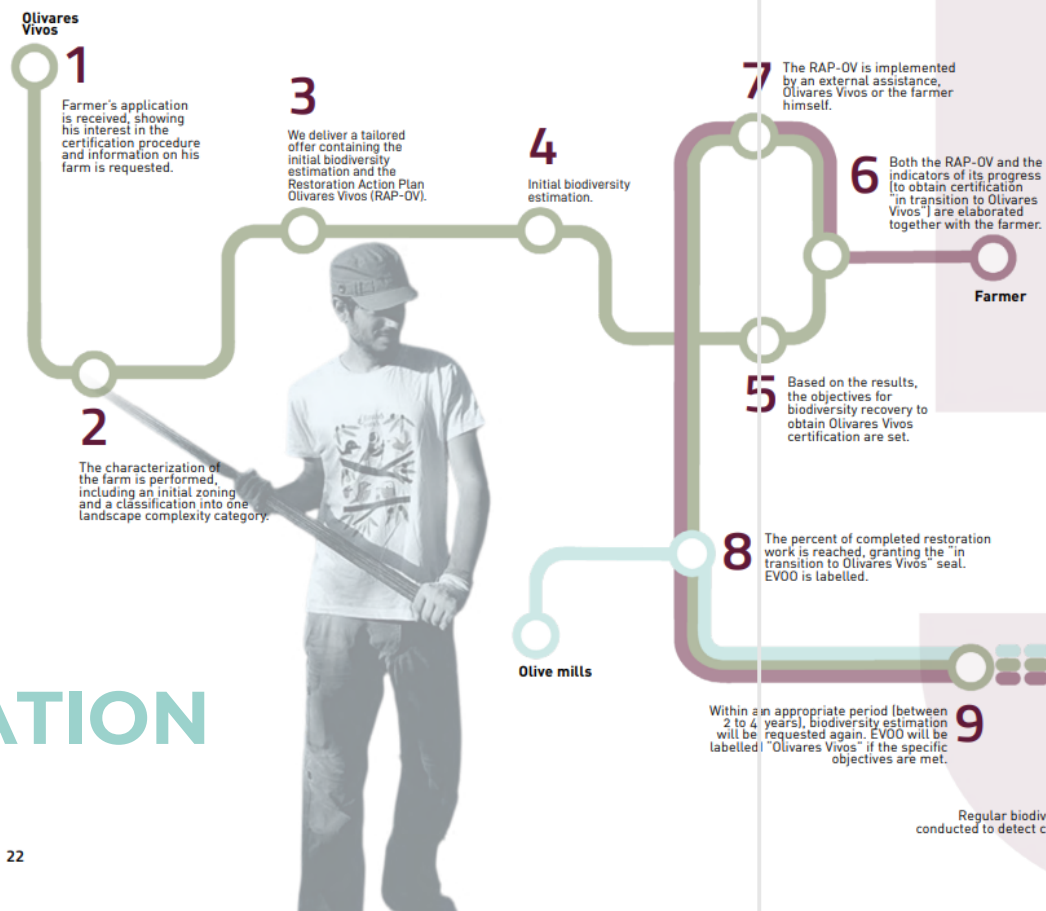 Olivares
Vivos
1
Farmer's application
is received, showing
his interest in the
certification procedure
and information on his
farm is requested.
2
The characterization of
the farm is performed,
including an initial zoning
and a classification into one
landscape complexity category.
3
We deliver a tailored
offer containing the
initial biodiversity
estimation and the
Restoration Action Plan
Olivares Vivos (RAP-OV).
4
Initial biodiversity
estimation.
5
Based on the results,
the objectives for
biodiversity recovery to
obtain Olivares Vivos
certification are set.
6
Both the RAP-OV and the
indicators of its progress
(to obtain certification
"in transition to Olivares
Vivos") are elaborated
together with the farmer.
Farmer
7
The RAP-OV is implemented
by an external assistance,
Olivares Vivos or the farmer
himself.
8
The percent of completed restoration
work is reached, granting the "in
transition to Olivares Vivos" seal.
EVOO is labelled.
Olive mills
9
Within an appropriate period (between
2 to 4 years), biodiversity estimation
will be requested again. EVOO will be
labelled "Olivares Vivos" if the specific
objectives are met.
Regular biodiv
conducted to detect c
ATION
22